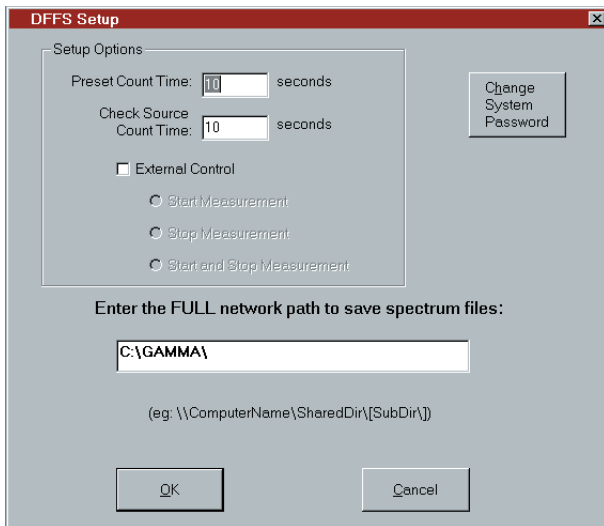 DFFS Setup
Setup Options
Preset Count Time: 10 seconds
Check Source
Count Time: 10 seconds
Change
System
Password
External Control
Start Measurement
Stop Measurement
Start and Stop Measurement
Enter the FULL network path to save spectrum files:
C:\GAMMA\
(eg: \\ComputerName\SharedDir\[SubDir\])
OK
Cancel